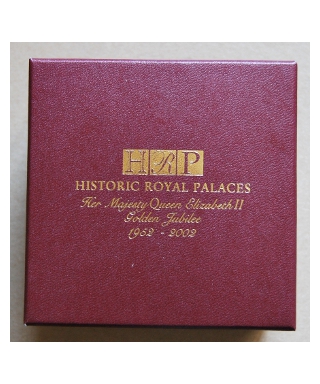 HRP
HISTORIC ROYAL PALACES
Her Majesty Queen Elizabeth II
Golden Jubilee
1952 - 2002